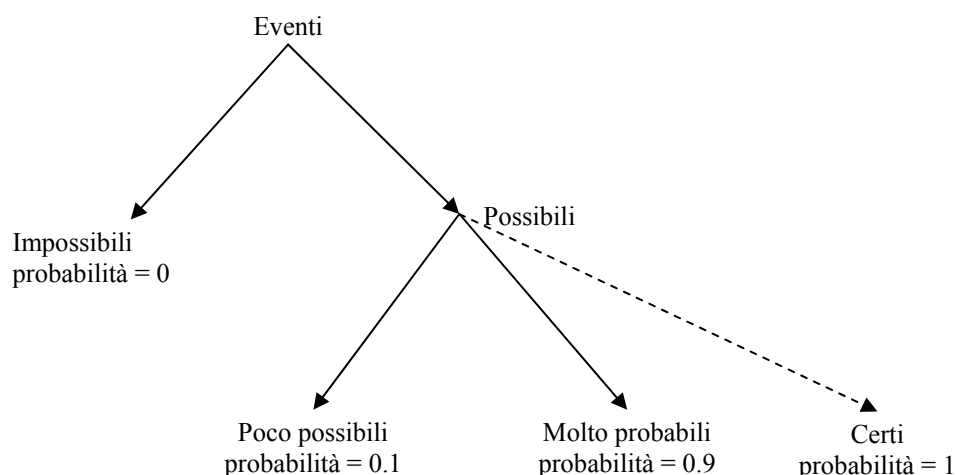 Eventi
Possibili
Impossibili
probabilità = 0
Poco possibili
probabilità = 0.1
Molto probabili
probabilità = 0.9
Certi
probabilità = 1